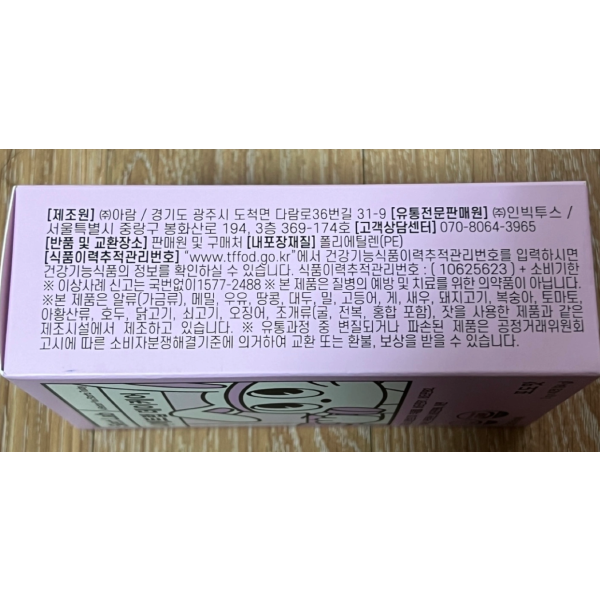 [제조원] ㈜아람 / 경기도 광주시 도척면 다람로36번길 31-9 [유통전문판매원] ㈜인빅투스 /
서울특별시 중랑구 봉화산로 194, 3층 369-174호 [고객상담센터] 070-8064-3965
[반품 및 교환장소] 판매원 및 구매처 [내포장재질] 폴리에틸렌(PE)
[식품이력추적관리번호] "www.tffod.go.kr"에서 건강기능식품이력추적관리번호를 입력하시면
건강기능식품의 정보를 확인하실 수 있습니다. 식품이력추적관리번호 : ( 10625623 ) + 소비기한
※ 이상사례 신고는 국번없이1577-2488 ※ 본 제품은 질병의 예방 및 치료를 위한 의약품이 아닙니다.
※본 제품은 알류(가금류), 메밀, 우유, 땅콩, 대두, 밀, 고등어, 게, 새우, 돼지고기, 복숭아, 토마토,
아황산류, 호두, 닭고기, 쇠고기, 오징어, 조개류(굴, 전복, 홍합 포함), 잣을 사용한 제품과 같은
제조시설에서 제조하고 있습니다. ※ 유통과정 중 변질되거나 파손된 제품은 공정거래위원회
고시에 따른 소비자분쟁해결기준에 의거하여 교환 또는 환불, 보상을 받을 수 있습니다.